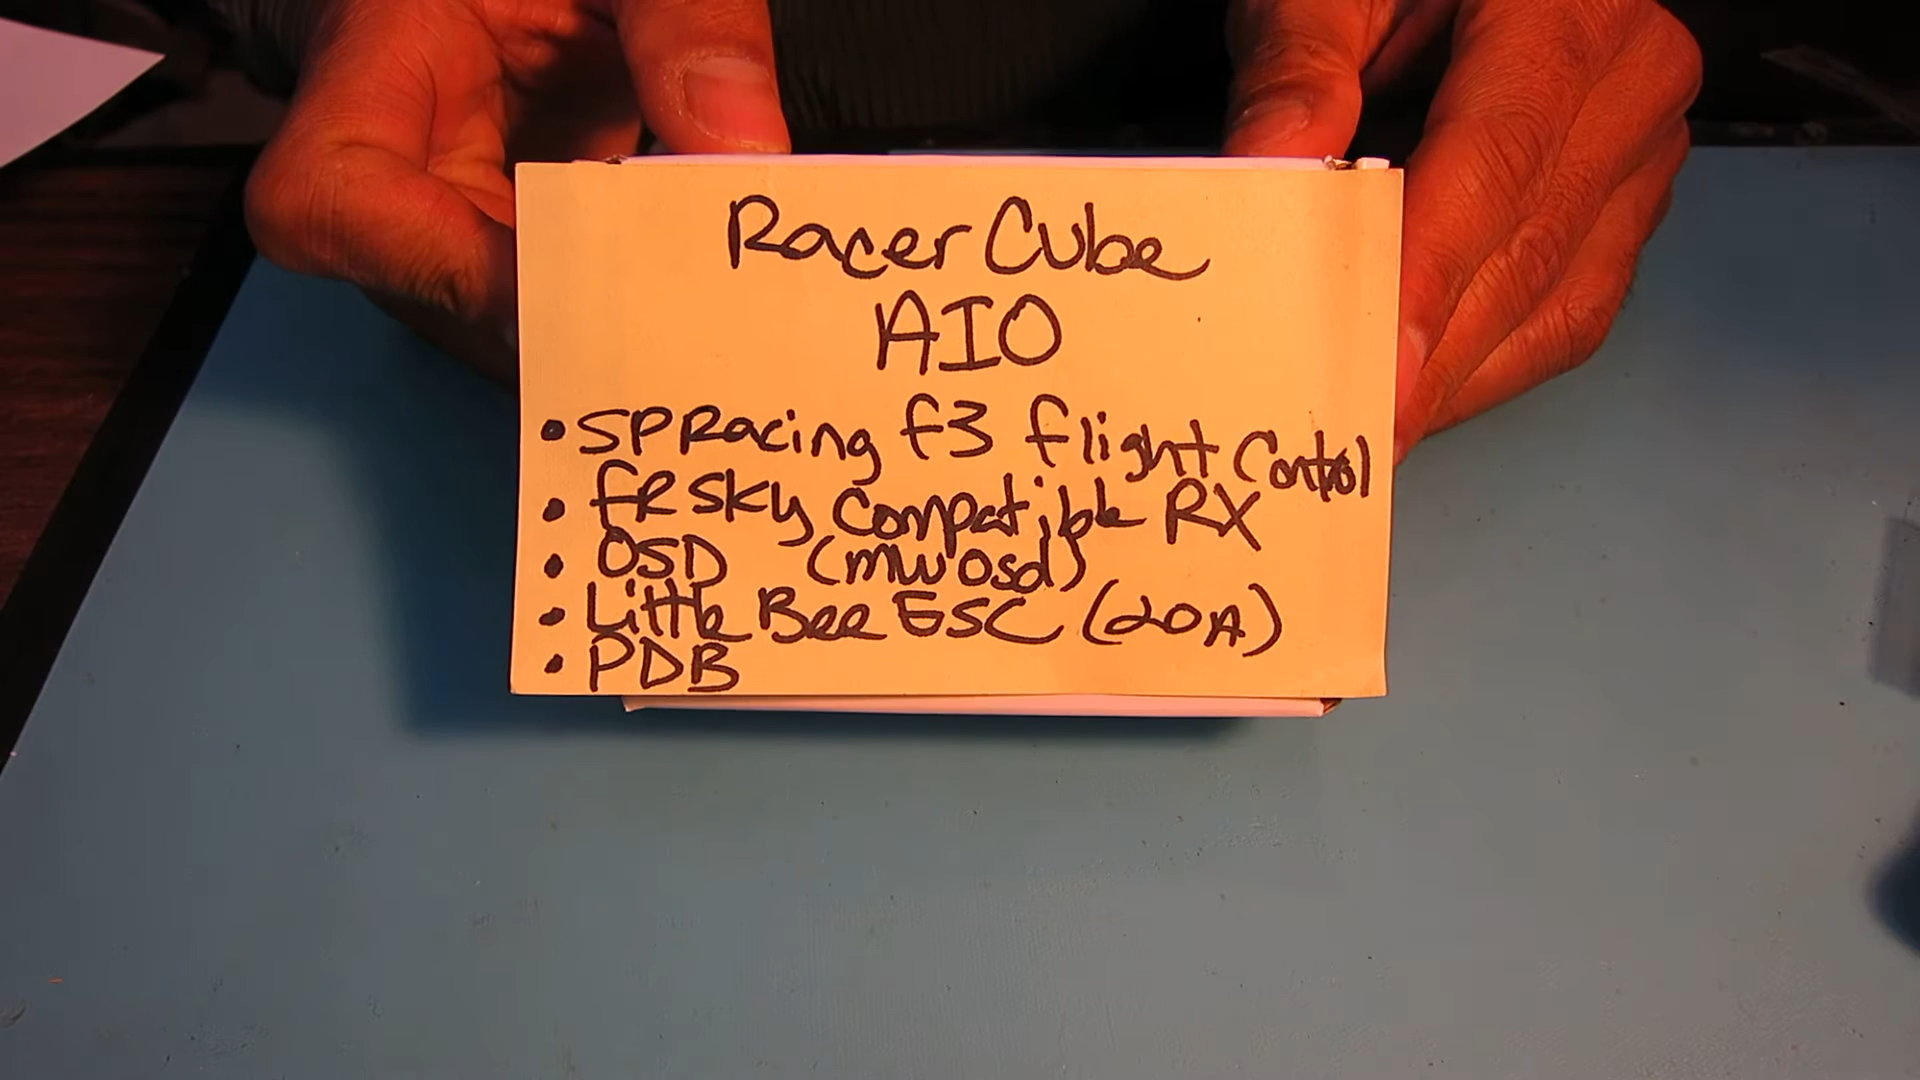 Racer Cube
AIO
• SPRacing f3 flight Control
• FRSKY Compatible RX
• OSD (mwosd)
• Little Bee ESC (20A)
• PDB